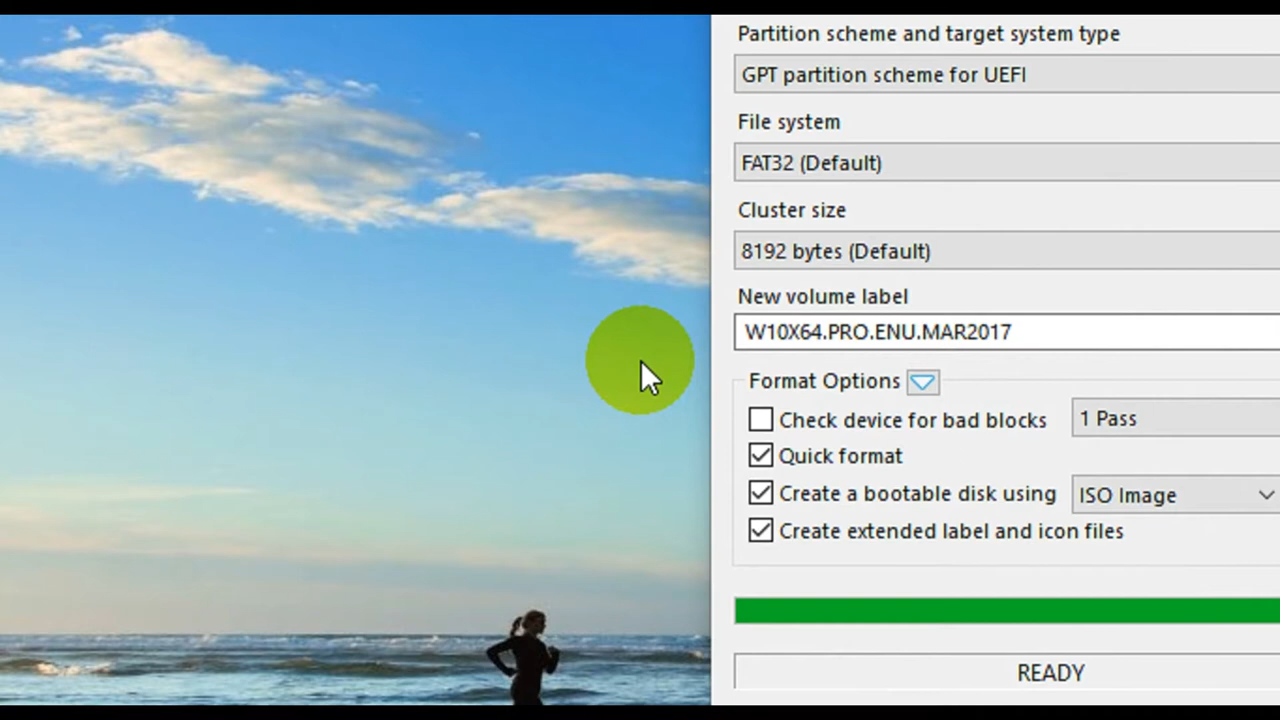 Partition scheme and target system type
GPT partition scheme for UEFI
File system
FAT32 (Default)
Cluster size
8192 bytes (Default)
New volume label
W10X64.PRO.ENU.MAR2017
Format Options
Check device for bad blocks 1 Pass
Quick format
Create a bootable disk using ISO Image
Create extended label and icon files
READY